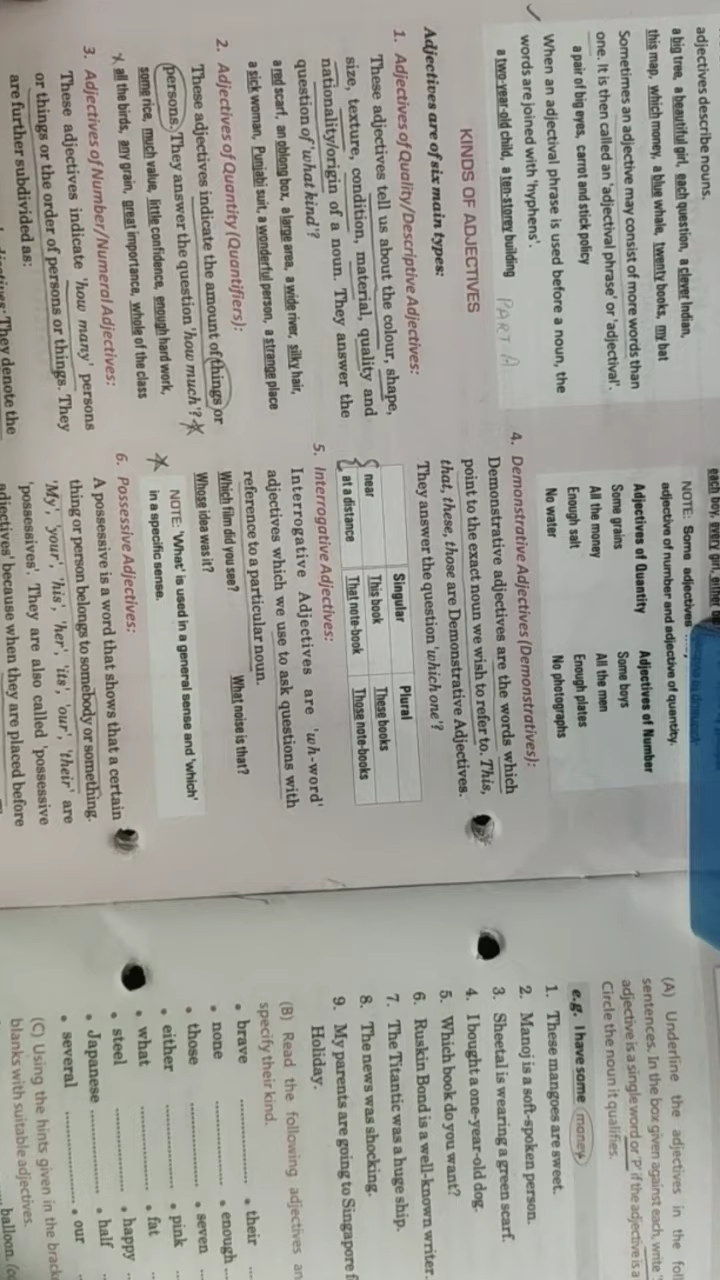 adjectives describe nouns.
a big tree, a beautiful girl, each question, a clever Indian,
this map, which money, a blue whale, twenty books, my bat
Sometimes an adjective may consist of more words than
one. It is then called an 'adjectival phrase' or 'adjectival'.
a pair of big eyes, carrot and stick policy
When an adjectival phrase is used before a noun, the
words are joined with 'hyphens'.
a two-year-old child, a ten-storey building
PART A
KINDS OF ADJECTIVES
Adjectives are of six main types:
1. Adjectives of Quality/Descriptive Adjectives:
These adjectives tell us about the colour, shape,
size, texture, condition, material, quality and
nationality/origin of a noun. They answer the
question of 'what kind'?
a red scarf, an oblong box, a large area, a wide river, silky hair,
a sick woman, Punjabi suit, a wonderful person, a strange place
2. Adjectives of Quantity (Quantifiers):
These adjectives indicate the amount of things or
persons. They answer the question 'how much'?
some rice, much value, little confidence, enough hard work,
all the birds, any grain, great importance, whole of the class
3. Adjectives of Number/Numeral Adjectives:
These adjectives indicate 'how many' persons
or things or the order of persons or things. They
are further subdivided as:
They denote the
each boy, every girl, either
NOTE: Some adjectives
adjective of number and adjective of quantity.
Adjectives of Quantity Adjectives of Number
Some grains Some boys
All the money All the men
Enough salt Enough plates
No water No photographs
4. Demonstrative Adjectives (Demonstratives):
Demonstrative adjectives are the words which
point to the exact noun we wish to refer to. This,
that, these, those are Demonstrative Adjectives.
They answer the question 'which one'?
Singular Plural
near This book These books
at a distance That note-book Those note-books
5. Interrogative Adjectives:
Interrogative Adjectives are 'wh-word'
adjectives which we use to ask questions with
reference to a particular noun.
Which film did you see? What noise is that?
Whose idea was it?
NOTE: 'What' is used in a general sense and 'which'
in a specific sense.
6. Possessive Adjectives:
A possessive is a word that shows that a certain
thing or person belongs to somebody or something.
'My', 'your', 'his', 'her', 'its', 'our', 'their' are
'possessives'. They are also called 'possessive
adjectives' because when they are placed before
(A) Underline the adjectives in the
sentences. In the box given against each, write
adjective is a single word or 'P' if the adjective is a
Circle the noun it qualifies.
e.g. I have some money.
1. These mangoes are sweet.
2. Manoj is a soft-spoken person.
3. Sheetal is wearing a green scarf.
4. I bought a one-year-old dog.
5. Which book do you want?
6. Ruskin Bond is a well-known writer.
7. The Titantic was a huge ship.
8. The news was shocking.
9. My parents are going to Singapore
Holiday.
(B) Read the following adjectives
specify their kind.
• brave .................... • their
• none .................... • enough
• those .................... • seven
• either .................... • pink
• what .................... • fat
• steel .................... • happy
• Japanese .................... • half
• several .................... • our
(C) Using the hints given in the
blanks with suitable adjectives.
balloon.